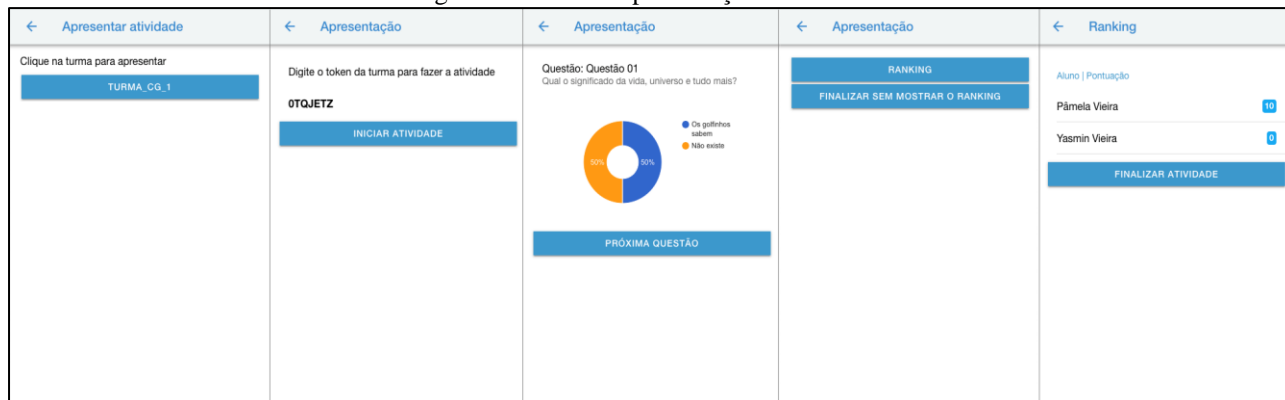 Apresentar atividade
Clique na turma para apresentar
TURMA_CG_1
Apresentação
Digite o token da turma para fazer a atividade
0TQJETZ
INICIAR ATIVIDADE
Apresentação
Questão: Questão 01
Qual o significado da vida, universo e tudo mais?
50%
50%
Os golfinhos
sabem
Não existe
PRÓXIMA QUESTÃO
Apresentação
RANKING
FINALIZAR SEM MOSTRAR O RANKING
Ranking
Aluno | Pontuação
Pâmela Vieira 10
Yasmin Vieira 0
FINALIZAR ATIVIDADE